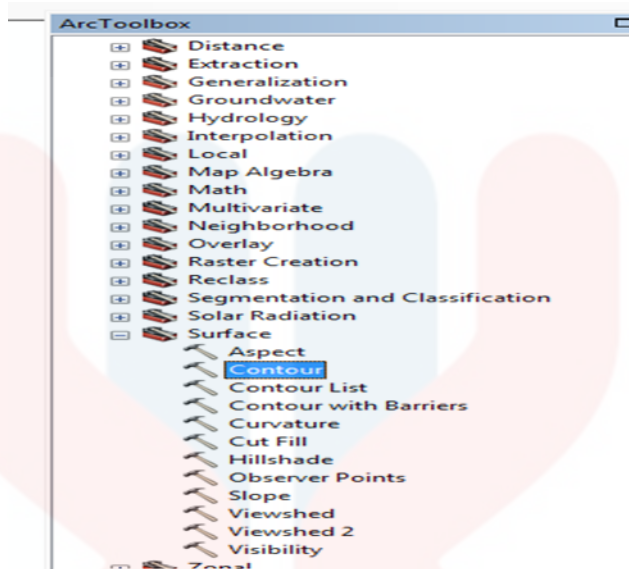 ArcToolbox
Distance
Extraction
Generalization
Groundwater
Hydrology
Interpolation
Local
Map Algebra
Math
Multivariate
Neighborhood
Overlay
Raster Creation
Reclass
Segmentation and Classification
Solar Radiation
Surface
Aspect
Contour
Contour List
Contour with Barriers
Curvature
Cut Fill
Hillshade
Observer Points
Slope
Viewshed
Viewshed 2
Visibility
Zonal